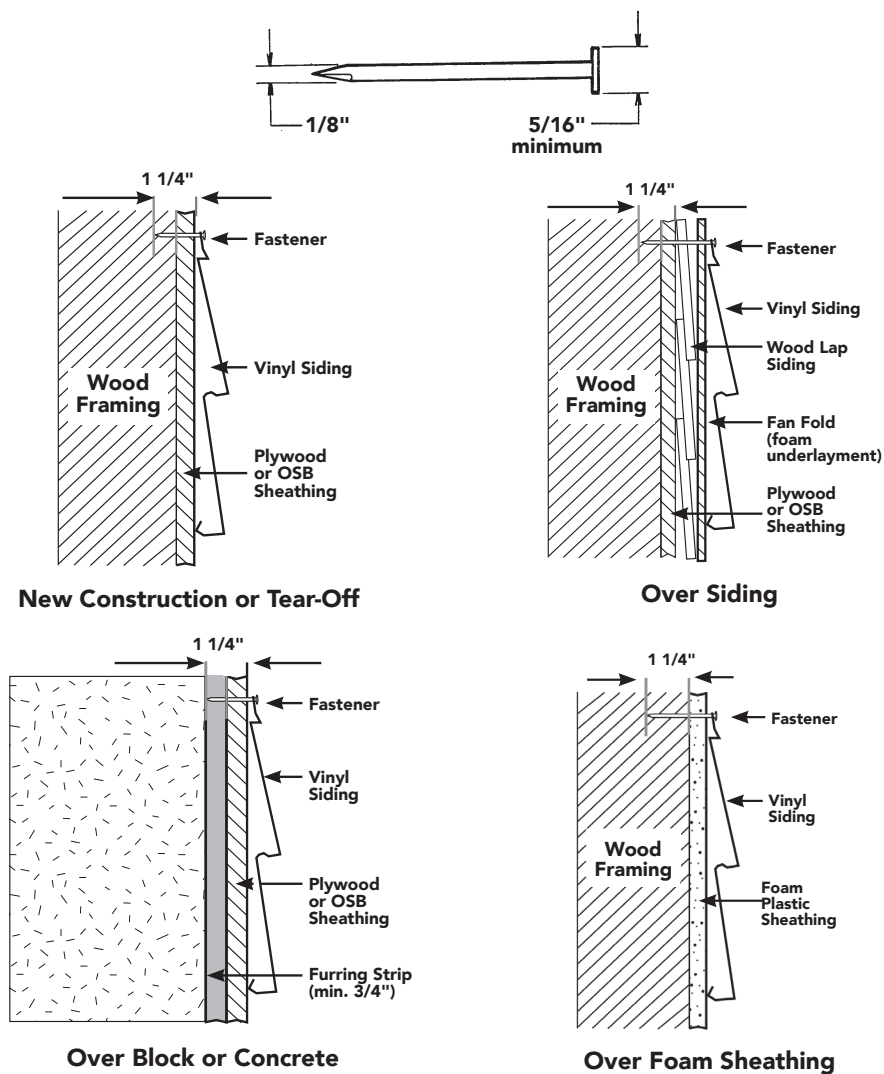 1/8"
5/16"
minimum
1 1/4"
Fastener
Vinyl Siding
Wood
Framing
Plywood
or OSB
Sheathing
New Construction or Tear-Off
1 1/4"
Fastener
Vinyl Siding
Wood Lap
Siding
Wood
Framing
Fan Fold
(foam
underlayment)
Plywood
or OSB
Sheathing
Over Siding
1 1/4"
Fastener
Vinyl
Siding
Plywood
or OSB
Sheathing
Furring Strip
(min. 3/4")
Over Block or Concrete
1 1/4"
Fastener
Vinyl
Siding
Wood
Framing
Foam
Plastic
Sheathing
Over Foam Sheathing